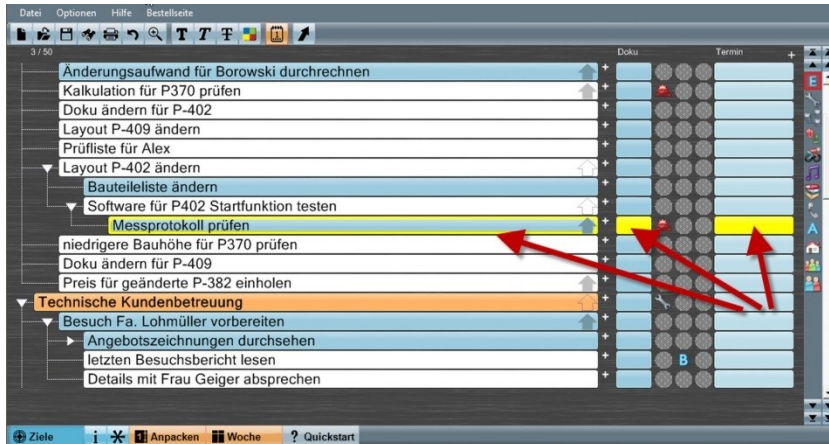 Datei Optionen Hilfe Bestellseite
T T T 1
3 / 50 Doku Termin +
Änderungsaufwand für Borowski durchrechnen +
Kalkulation für P370 prüfen +
Doku ändern für P-402 +
Layout P-409 ändern +
Prüfliste für Alex +
Layout P-402 ändern +
Bauteileliste ändern +
Software für P402 Startfunktion testen +
Messprotokoll prüfen +
niedrigere Bauhöhe für P370 prüfen +
Doku ändern für P-409 +
Preis für geänderte P-382 einholen +
Technische Kundenbetreuung +
Besuch Fa. Lohmüller vorbereiten +
Angebotszeichnungen durchsehen +
letzten Besuchsbericht lesen + B
Details mit Frau Geiger absprechen +
E
A
Ziele i Anpacken Woche ? Quickstart